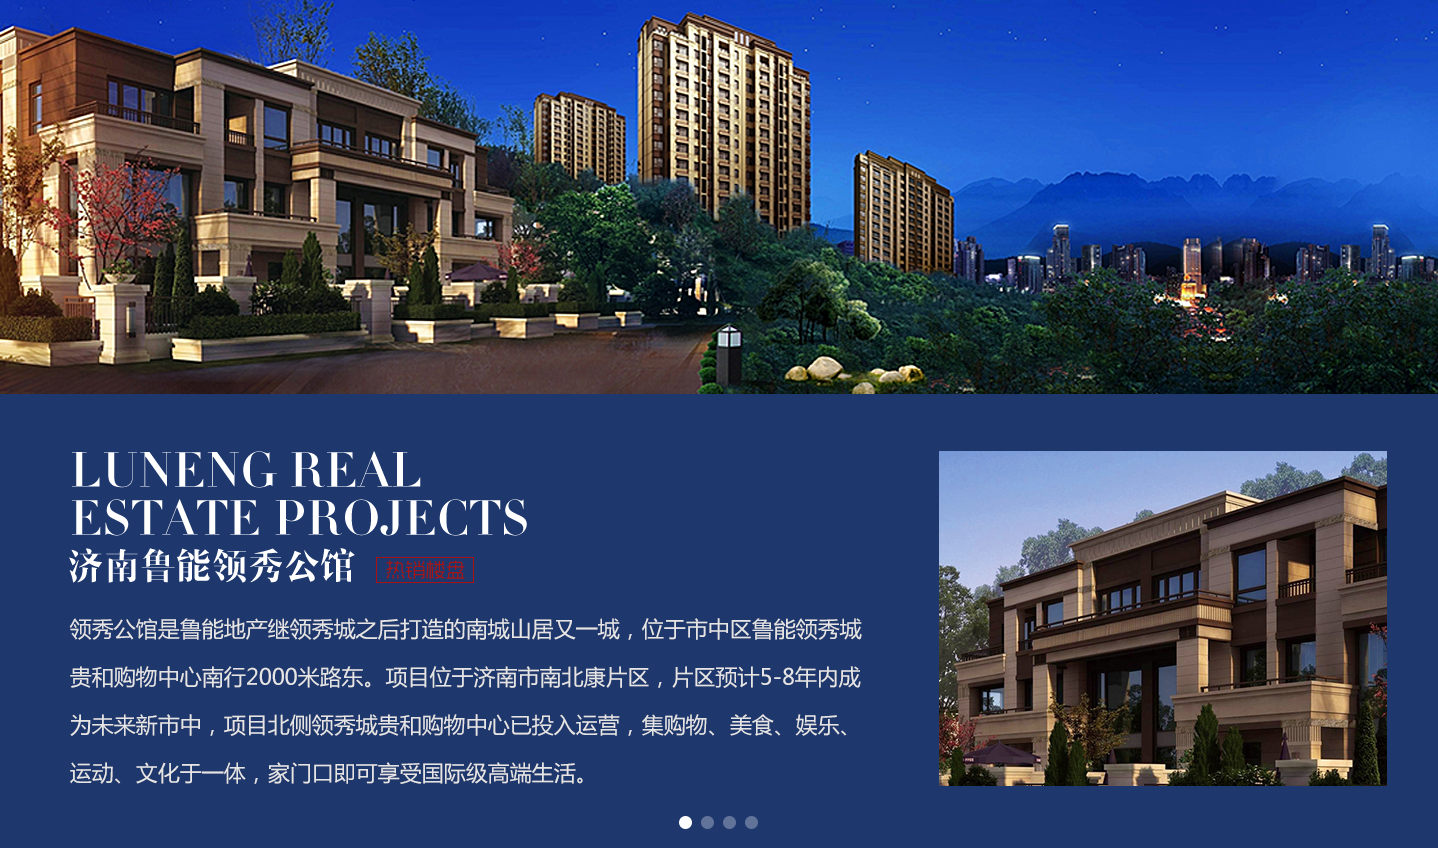 LUNENG REAL
ESTATE PROJECTS
济南鲁能领秀公馆 热销楼盘
领秀公馆是鲁能地产继领秀城之后打造的南城山居又一城，位于市中区鲁能领秀城
贵和购物中心南行2000米路东。项目位于济南市南北康片区，片区预计5-8年内成
为未来新市中，项目北侧领秀城贵和购物中心已投入运营，集购物、美食、娱乐、
运动、文化于一体，家门口即可享受国际级高端生活。